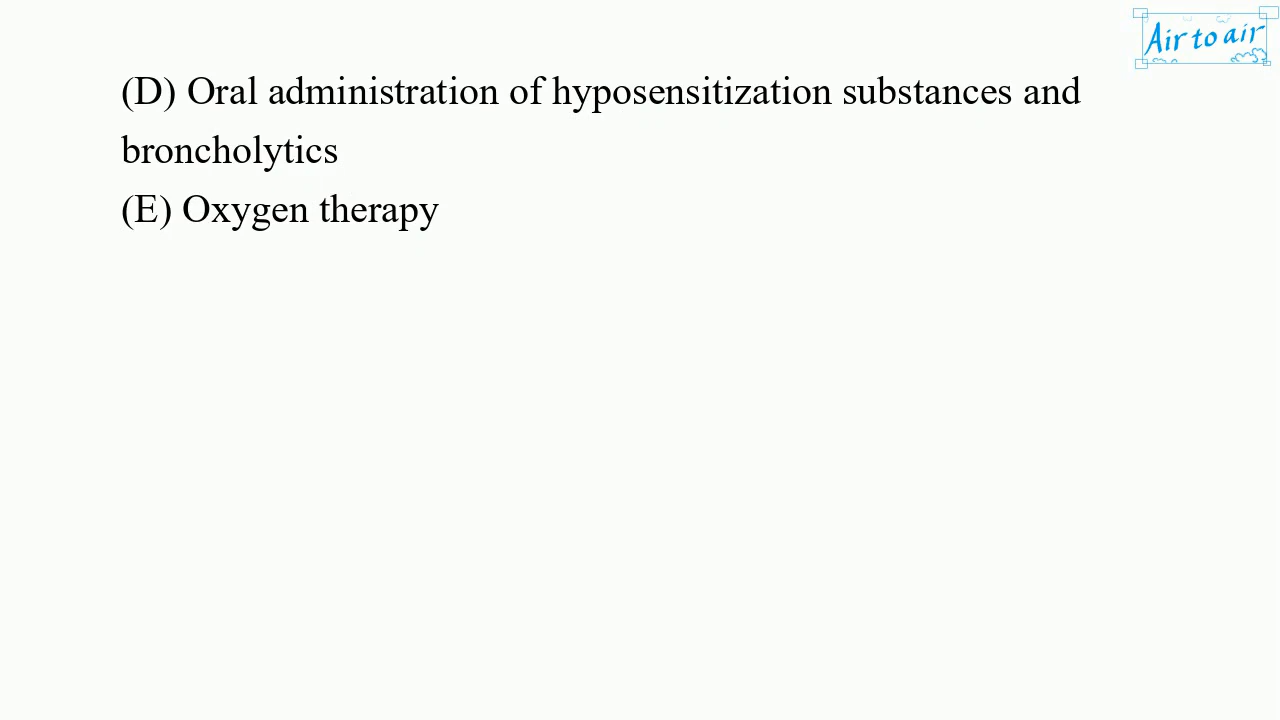 Air to air
(D) Oral administration of hyposensitization substances and
broncholytics
(E) Oxygen therapy